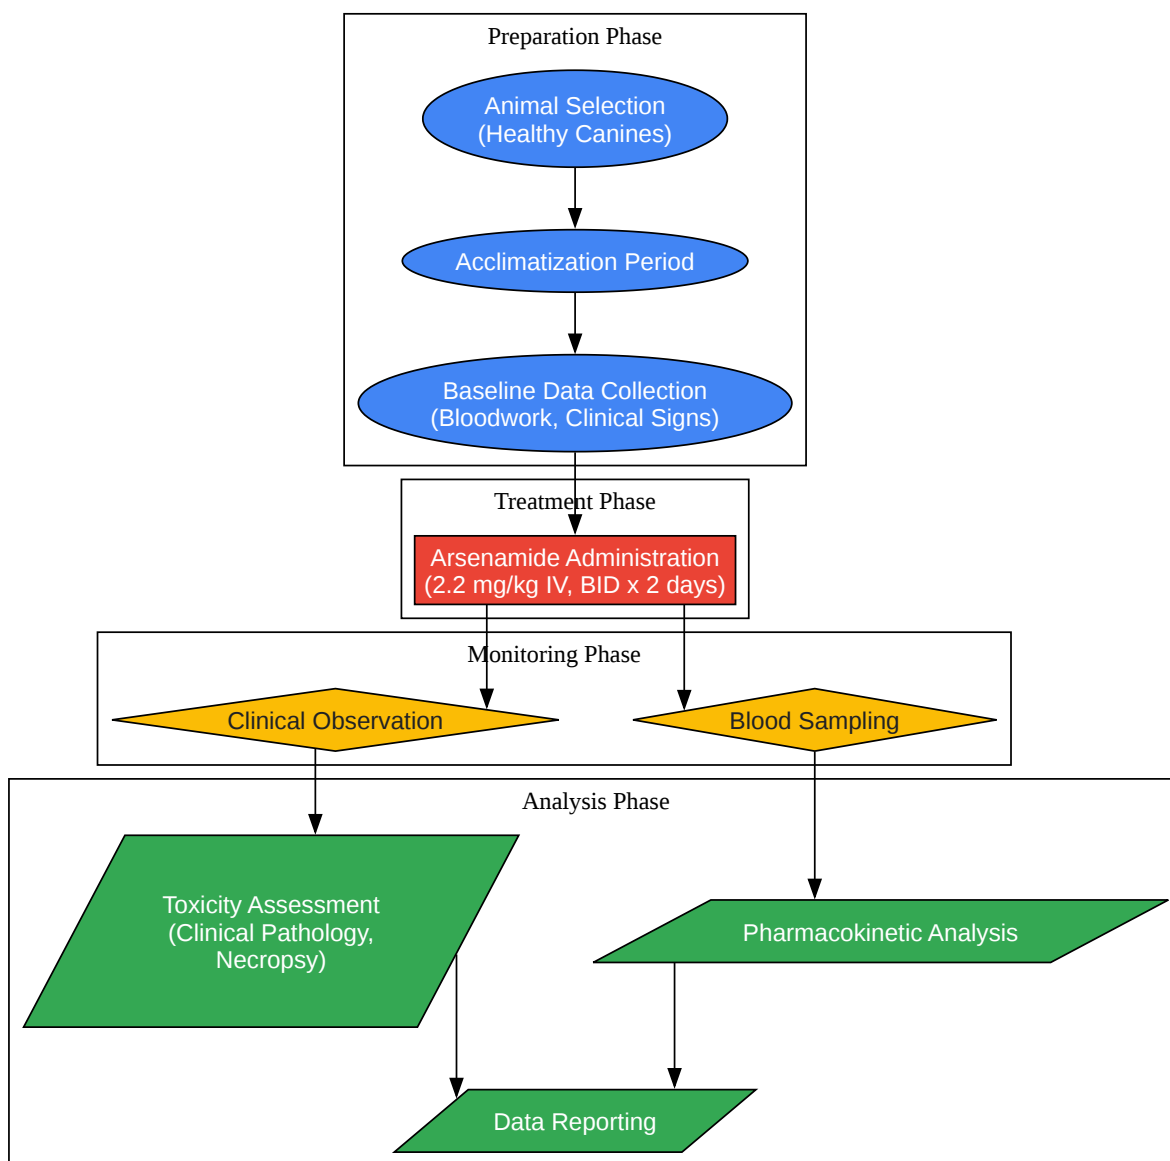 Preparation Phase
Animal Selection
(Healthy Canines)
Acclimatization Period
Baseline Data Collection
(Bloodwork, Clinical Signs)
Treatment Phase
Arsenamide Administration
(2.2 mg/kg IV, BID x 2 days)
Monitoring Phase
Clinical Observation
Blood Sampling
Analysis Phase
Toxicity Assessment
(Clinical Pathology,
Necropsy)
Pharmacokinetic Analysis
Data Reporting